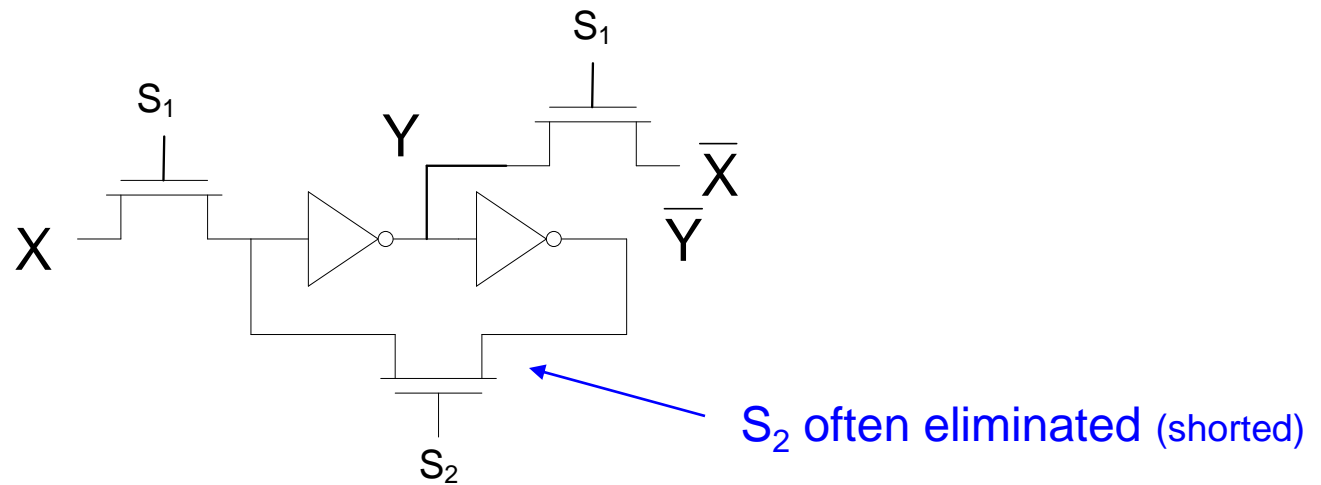 S₁
S₁
Y
X̅
Y̅
X
S₂ often eliminated (shorted)
S₂